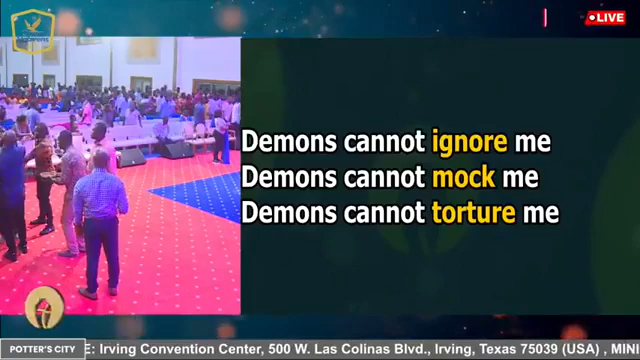 LIVE
Demons cannot ignore me
Demons cannot mock me
Demons cannot torture me
POTTER'S CITY
E: Irving Convention Center, 500 W. Las Colinas Blvd., Irving, Texas 75039 (USA) , MINI